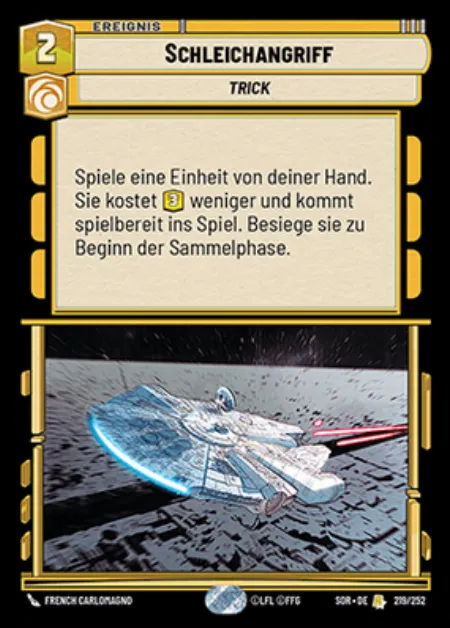 EREIGNIS
2
SCHLEICHANGRIFF
TRICK
Spiele eine Einheit von deiner Hand.
Sie kostet 3 weniger und kommt
spielbereit ins Spiel. Besiege sie zu
Beginn der Sammelphase.
FRENCH CARLOMAGNO
©LFL ©FFG
SOR • DE R 219/252